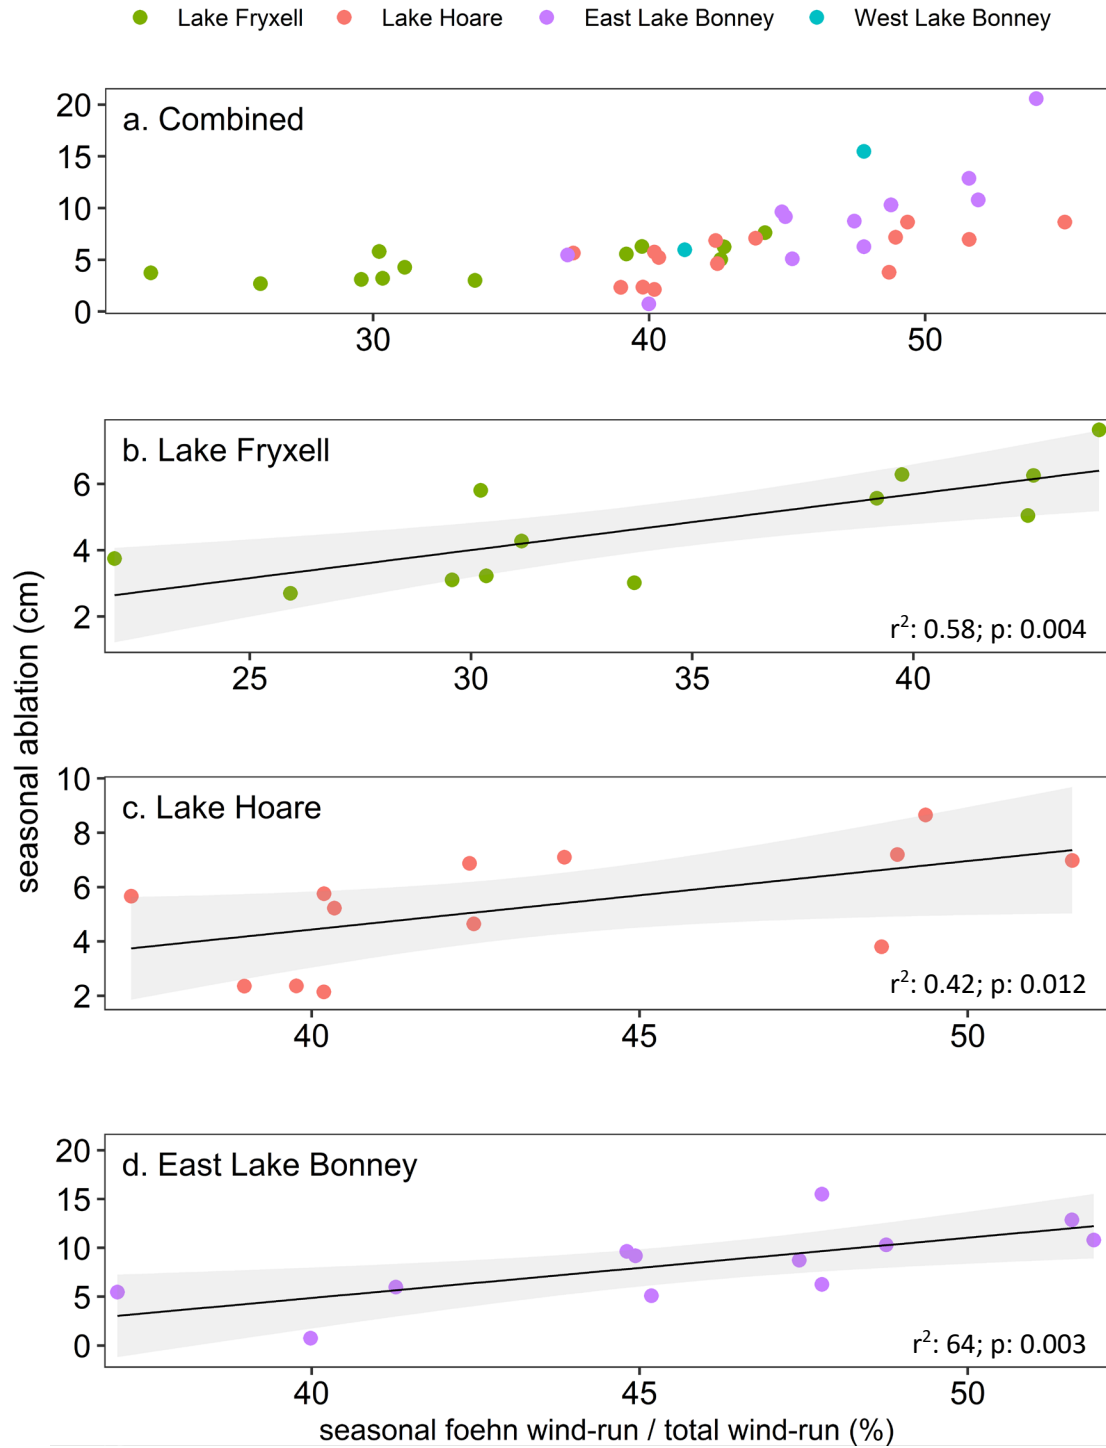 Lake Fryxell Lake Hoare East Lake Bonney West Lake Bonney
a. Combined
20
15
10
5
0
30 40 50
b. Lake Fryxell
6
4
2
r²: 0.58; p: 0.004
25 30 35 40
seasonal ablation (cm)
c. Lake Hoare
10
8
6
4
2
r²: 0.42; p: 0.012
40 45 50
d. East Lake Bonney
20
15
10
5
0
r²: 64; p: 0.003
40 45 50
seasonal foehn wind-run / total wind-run (%)